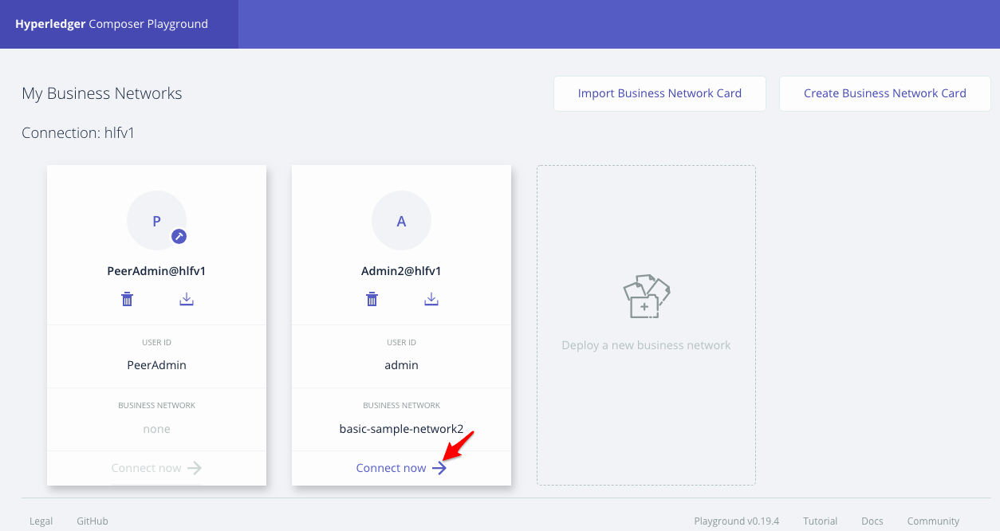 Hyperledger Composer Playground
My Business Networks
Import Business Network Card
Create Business Network Card
Connection: hlfv1
P
PeerAdmin@hlfv1
USER ID
PeerAdmin
BUSINESS NETWORK
none
Connect now
A
Admin2@hlfv1
USER ID
admin
BUSINESS NETWORK
basic-sample-network2
Connect now
Deploy a new business network
Legal
GitHub
Playground v0.19.4
Tutorial
Docs
Community